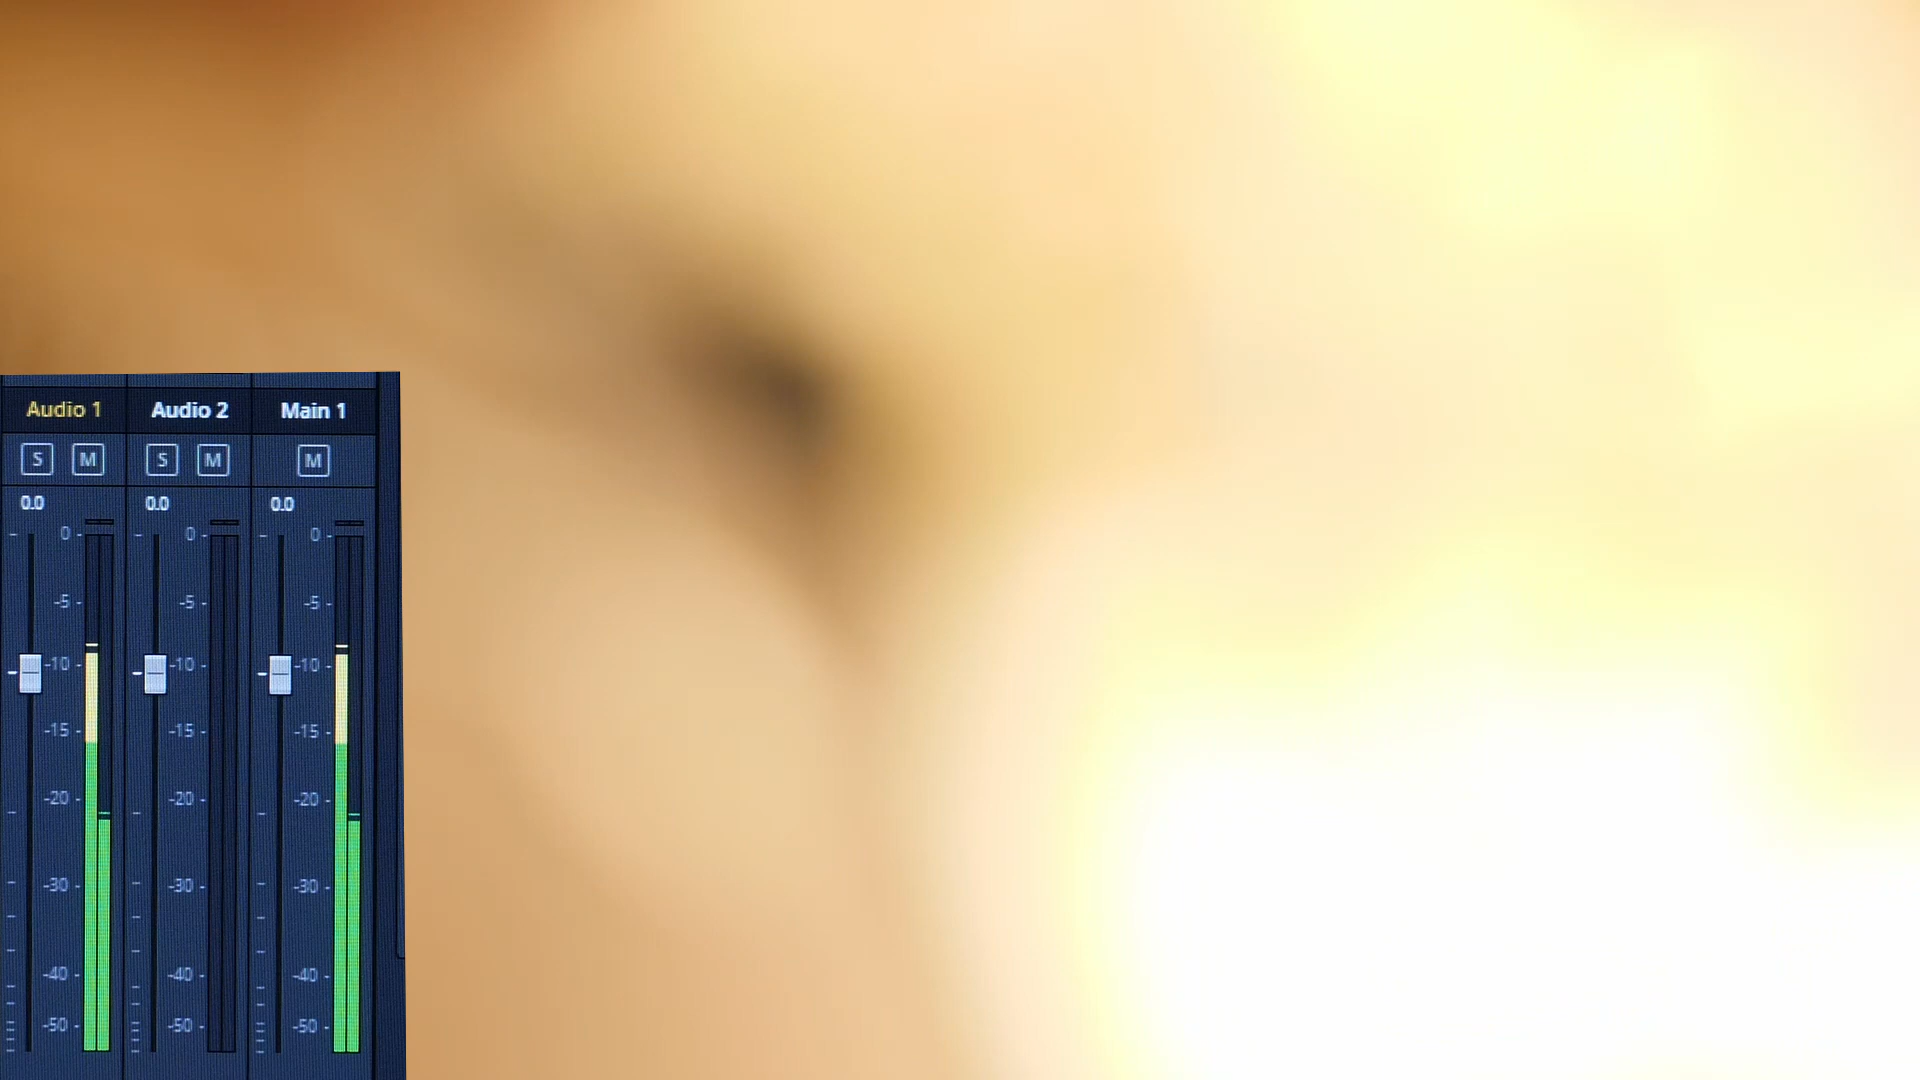 Audio 1 Audio 2 Main 1
S M S M M
0.0 0.0 0.0
0 - 0 - 0 -
-5 - -5 - -5 -
-10 -10 -10 -
-15 - -15 - -15 -
-20 - -20 - -20 -
-30 - -30 - -30 -
-40 - -40 - -40 -
-50 - -50 - -50 -